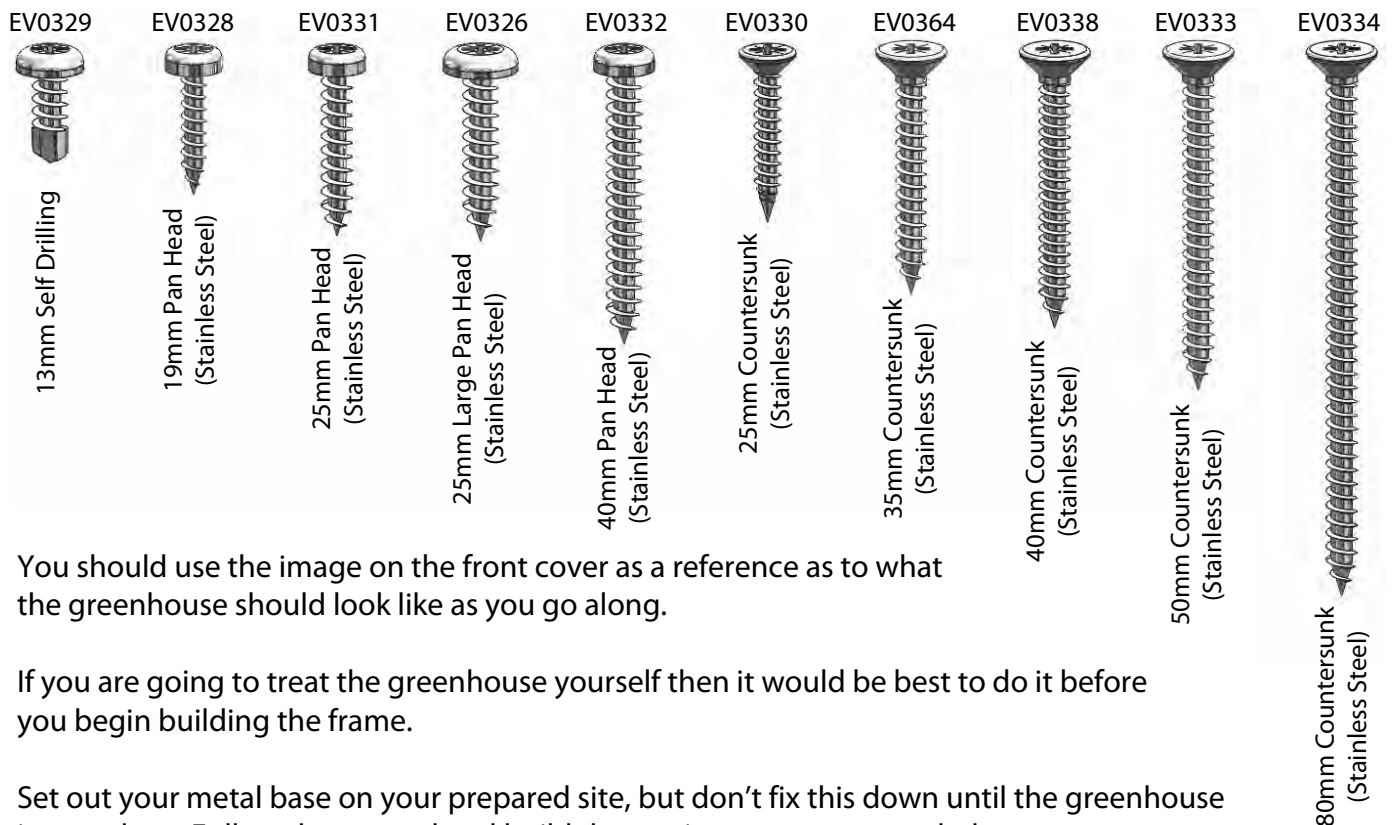 EV0329 EV0328 EV0331 EV0326 EV0332 EV0330 EV0364 EV0338 EV0333 EV0334
13mm Self Drilling
19mm Pan Head
(Stainless Steel)
25mm Pan Head
(Stainless Steel)
25mm Large Pan Head
(Stainless Steel)
40mm Pan Head
(Stainless Steel)
25mm Countersunk
(Stainless Steel)
35mm Countersunk
(Stainless Steel)
40mm Countersunk
(Stainless Steel)
50mm Countersunk
(Stainless Steel)
80mm Countersunk
(Stainless Steel)
You should use the image on the front cover as a reference as to what
the greenhouse should look like as you go along.
If you are going to treat the greenhouse yourself then it would be best to do it before
you begin building the frame.
Set out your metal base on your prepared site, but don't fix this down until the greenhouse